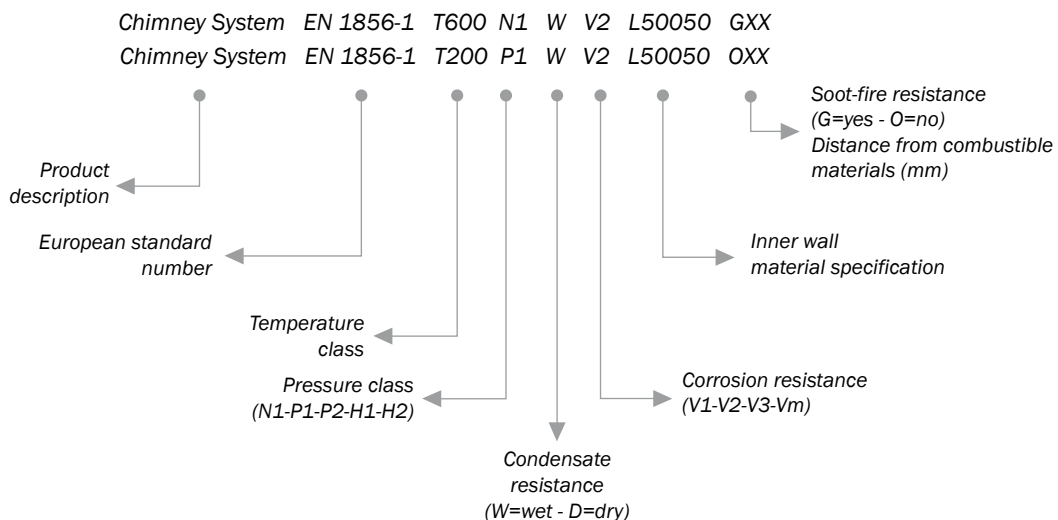 Chimney System EN 1856-1 T600 N1 W V2 L50050 GXX
Chimney System EN 1856-1 T200 P1 W V2 L50050 OXX
Soot-fire resistance
(G=yes - O=no)
Distance from combustible
materials (mm)
Product
description
European standard
number
Inner wall
material specification
Temperature
class
Pressure class
(N1-P1-P2-H1-H2)
Corrosion resistance
(V1-V2-V3-Vm)
Condensate
resistance
(W=wet - D=dry)